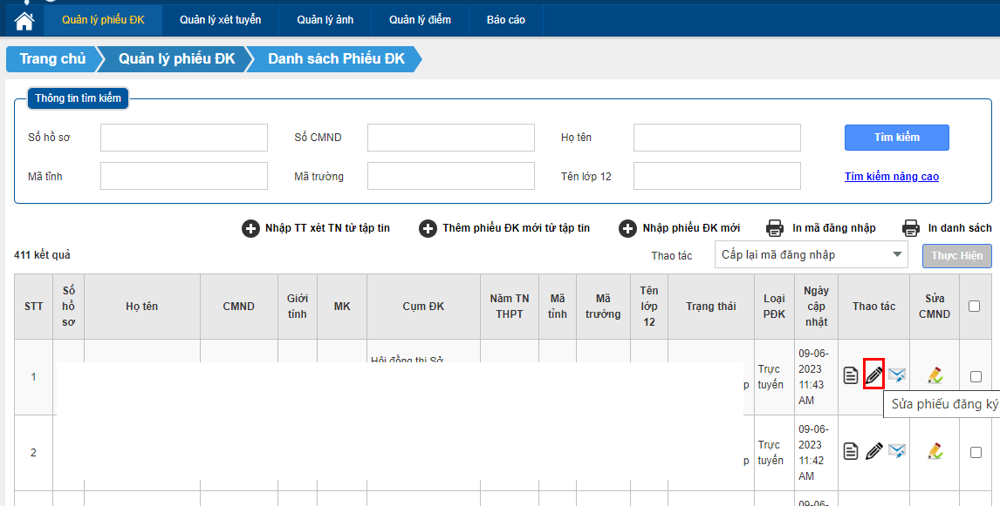 Quản lý phiếu ĐK Quản lý xét tuyển Quản lý ảnh Quản lý điểm Báo cáo
Trang chủ Quản lý phiếu ĐK Danh sách Phiếu ĐK
Thông tin tìm kiếm
Số hồ sơ Số CMND Họ tên Tìm kiếm
Mã tỉnh Mã trường Tên lớp 12 Tìm kiếm nâng cao
Nhập TT xét TN từ tập tin Thêm phiếu ĐK mới từ tập tin Nhập phiếu ĐK mới In mã đăng nhập In danh sách
411 kết quả Thao tác Cấp lại mã đăng nhập Thực Hiện
STT Số hồ sơ Họ tên CMND Giới tính MK Cụm ĐK Năm TN THPT Mã tỉnh Mã trường Tên lớp 12 Trạng thái Loại PĐK Ngày cập nhật Thao tác Sửa CMND
Hội đồng thi Sở
1 p Trực tuyến 09-06-2023 11:43 AM
Sửa phiếu đăng ký
2 p Trực tuyến 09-06-2023 11:42 AM
09-06-